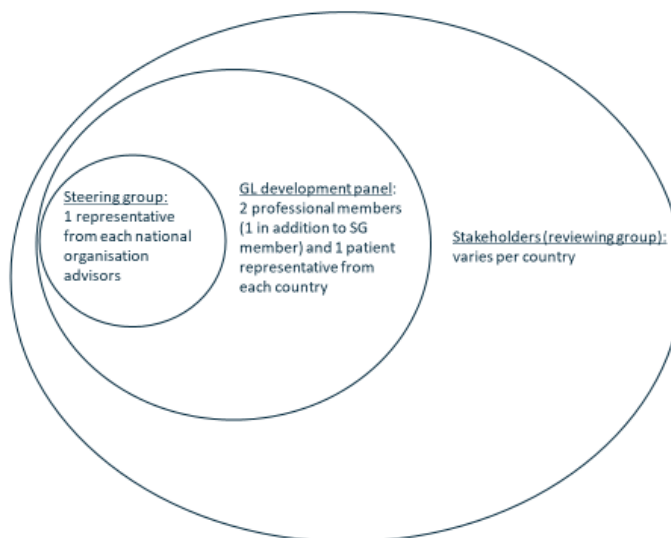 Steering group:
1 representative
from each national
organisation
advisors
GL development panel:
2 professional members
(1 in addition to SG
member) and 1 patient
representative from
each country
Stakeholders (reviewing group):
varies per country